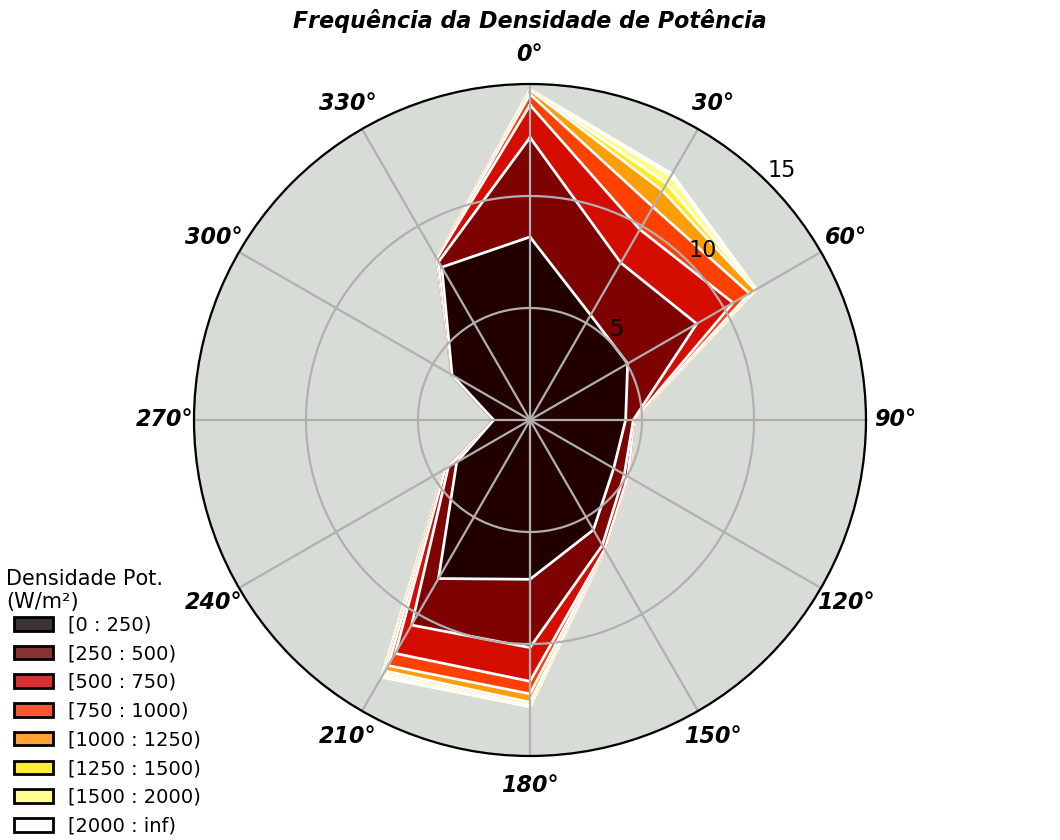 Frequência da Densidade de Potência
0°
330°
30°
15
300°
60°
10
5
270°
90°
240°
120°
210°
150°
180°
Densidade Pot.
(W/m²)
[0 : 250)
[250 : 500)
[500 : 750)
[750 : 1000)
[1000 : 1250)
[1250 : 1500)
[1500 : 2000)
[2000 : inf)